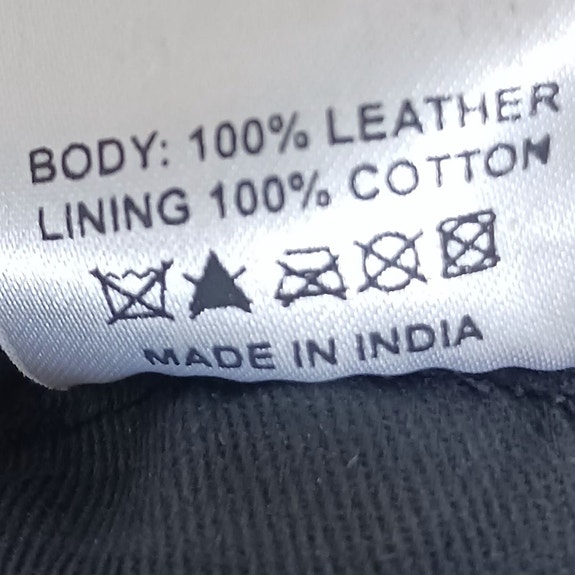 BODY: 100% LEATHER
LINING 100% COTTON
MADE IN INDIA